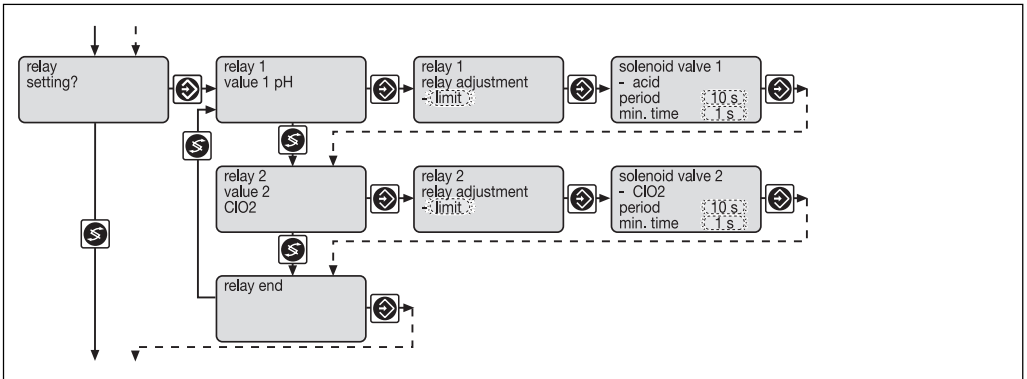 relay
setting?
relay 1
value 1 pH
relay 1
relay adjustment
- limit
solenoid valve 1
- acid
period 10 s
min. time 1 s
relay 2
value 2
ClO2
relay 2
relay adjustment
- limit
solenoid valve 2
- ClO2
period 10 s
min. time 1 s
relay end